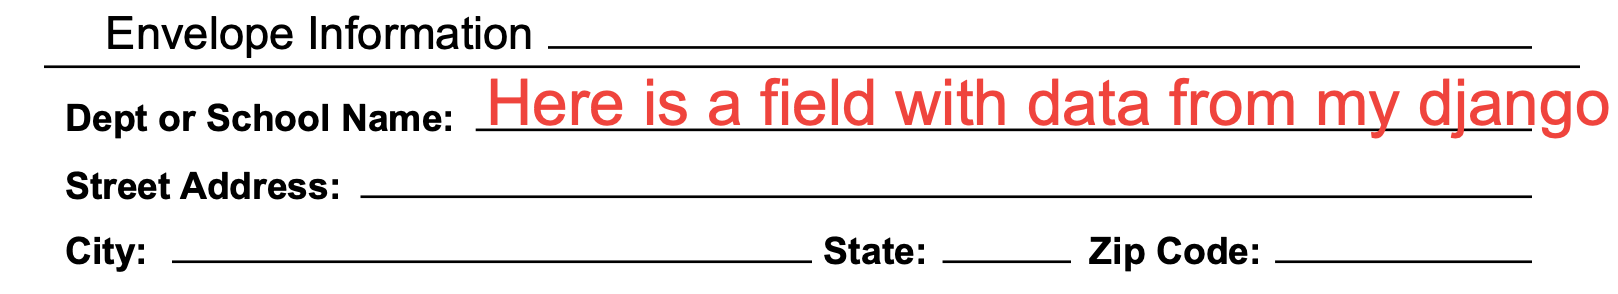 Envelope Information
Dept or School Name: Here is a field with data from my django
Street Address:
City: State: Zip Code: